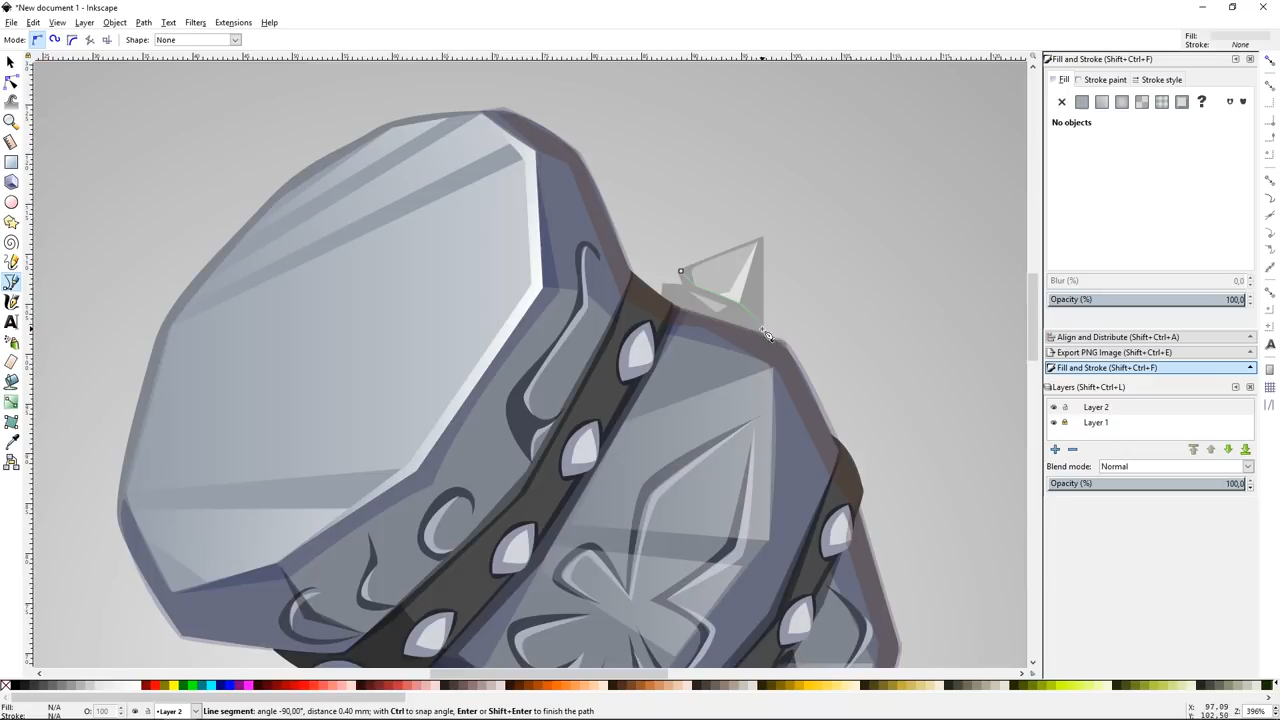 *New document 1 - Inkscape
File Edit View Layer Object Path Text Filters Extensions Help
Mode: Shape: None
Fill:
Stroke: None
Fill and Stroke (Shift+Ctrl+F)
Fill Stroke paint Stroke style
No objects
Blur (%) 0,0
Opacity (%) 100,0
Align and Distribute (Shift+Ctrl+A)
Export PNG Image (Shift+Ctrl+E)
Fill and Stroke (Shift+Ctrl+F)
Layers (Shift+Ctrl+L)
Layer 2
Layer 1
Blend mode: Normal
Opacity (%) 100,0
Fill: N/A
Stroke: N/A
O: 100
•Layer 2
Line segment: angle -90,00°, distance 0.40 mm; with Ctrl to snap angle, Enter or Shift+Enter to finish the path
X: 97,09
Y: 102,50
Z: 396%